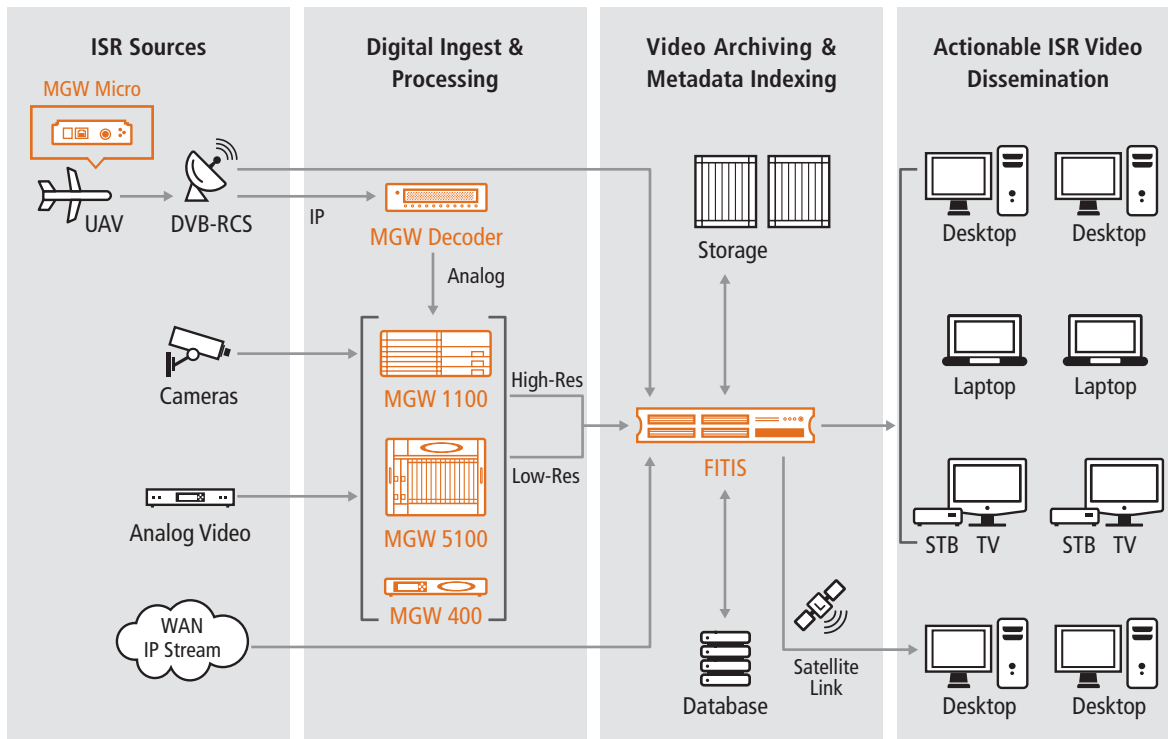 ISR Sources
MGW Micro
UAV
DVB-RCS
Cameras
Analog Video
WAN
IP Stream
Digital Ingest &
Processing
IP
MGW Decoder
Analog
MGW 1100
MGW 5100
MGW 400
High-Res
Low-Res
Video Archiving &
Metadata Indexing
Storage
FITIS
Database
Satellite
Link
L
Actionable ISR Video
Dissemination
Desktop
Desktop
Laptop
Laptop
STB TV
STB TV
Desktop
Desktop